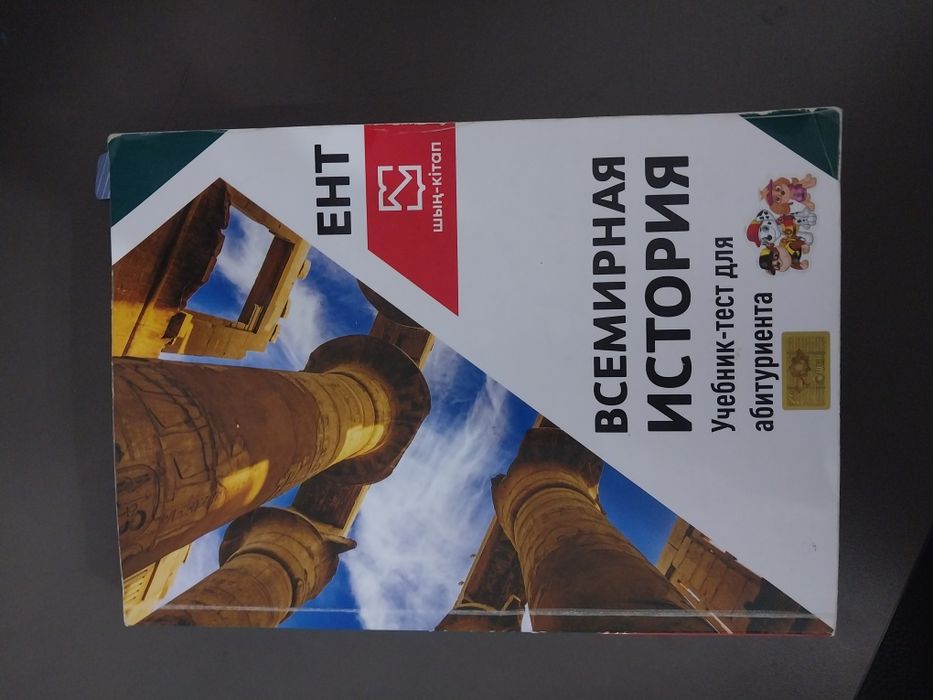 ЕНТ
шың-кітап
ВСЕМИРНАЯ
ИСТОРИЯ
Учебник-тест для
абитуриента